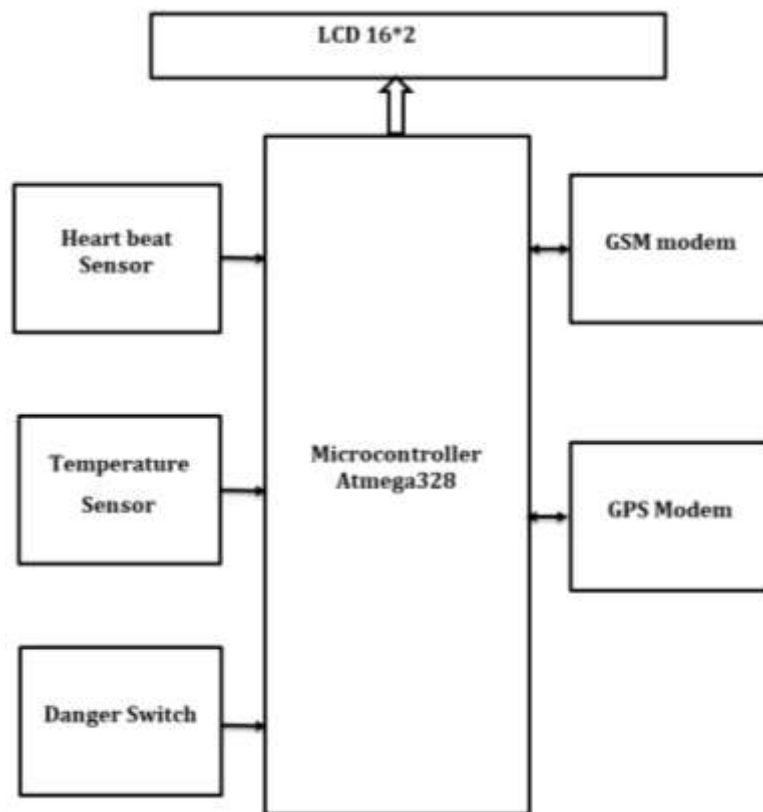 LCD 16*2
Heart beat
Sensor
GSM modem
Temperature
Sensor
Microcontroller
Atmega328
GPS Modem
Danger Switch